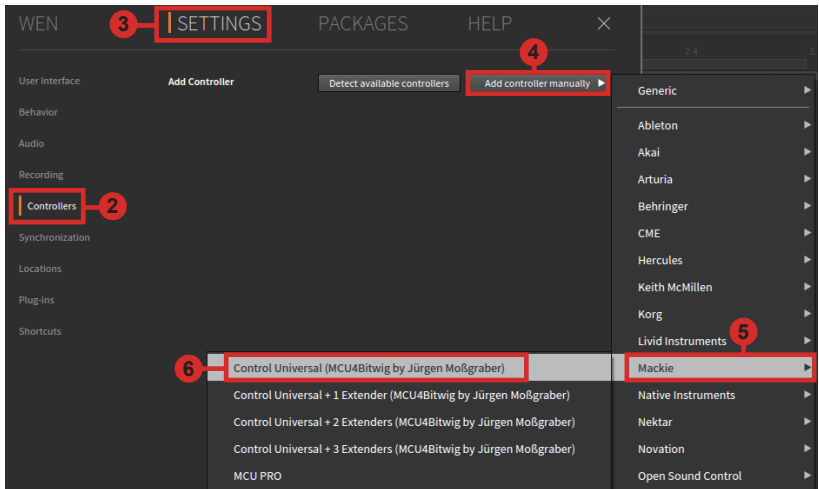 WEN 3 SETTINGS PACKAGES HELP ×
4
2.4 3.
User Interface
Add Controller Detect available controllers Add controller manually
Generic
Behavior
Ableton
Audio
Akai
Recording
Arturia
Controllers 2
Behringer
Synchronization
CME
Locations
Hercules
Plug-ins
Keith McMillen
Korg
Shortcuts
Livid Instruments 5
6 Control Universal (MCU4Bitwig by Jürgen Moßgraber)
Mackie
Control Universal + 1 Extender (MCU4Bitwig by Jürgen Moßgraber)
Native Instruments
Control Universal + 2 Extenders (MCU4Bitwig by Jürgen Moßgraber)
Nektar
Control Universal + 3 Extenders (MCU4Bitwig by Jürgen Moßgraber)
Novation
MCU PRO
Open Sound Control